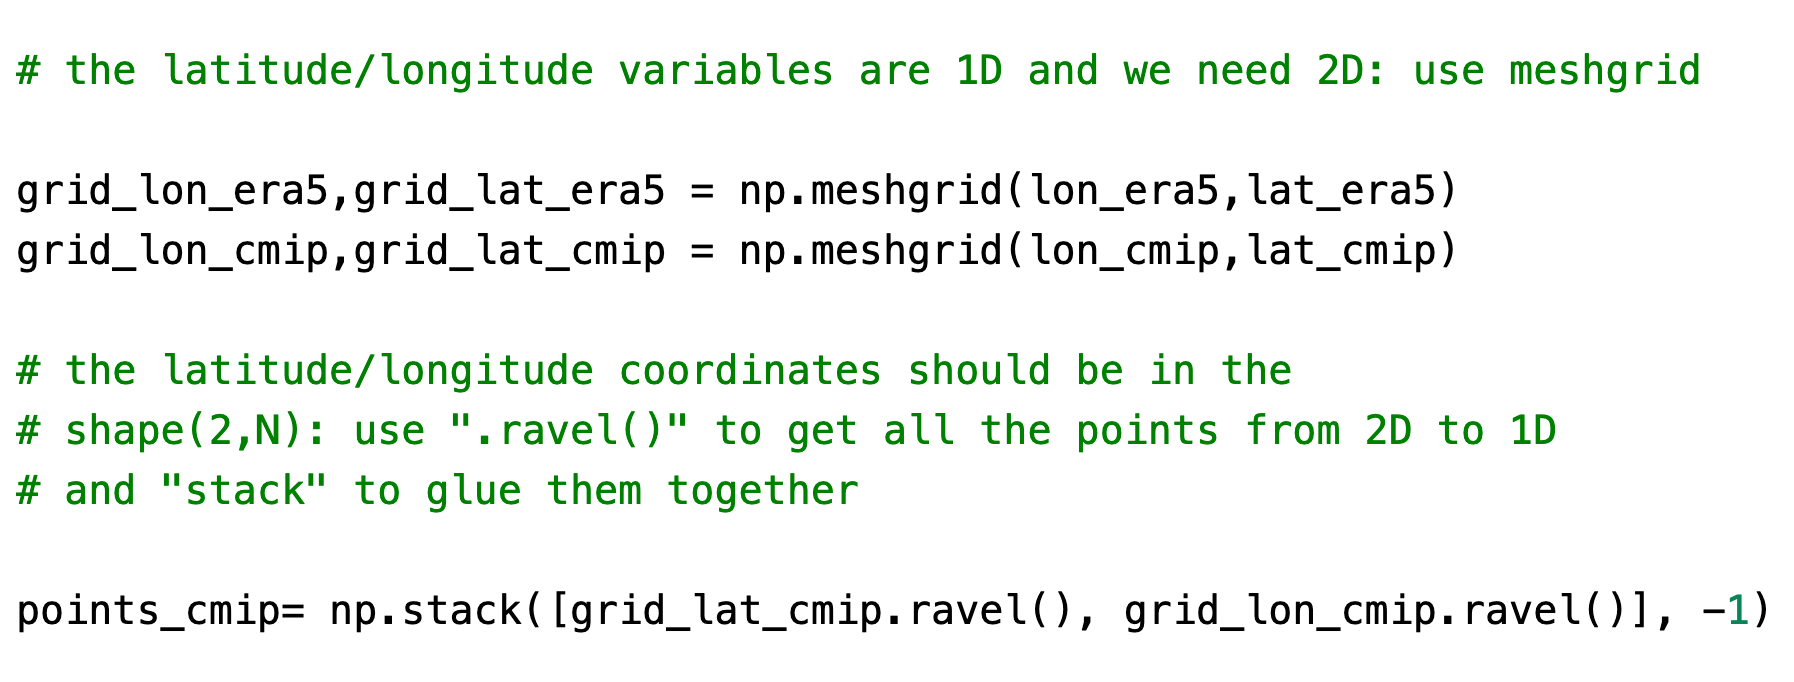 # the latitude/longitude variables are 1D and we need 2D: use meshgrid
grid_lon_era5,grid_lat_era5 = np.meshgrid(lon_era5,lat_era5)
grid_lon_cmip,grid_lat_cmip = np.meshgrid(lon_cmip,lat_cmip)
# the latitude/longitude coordinates should be in the
# shape(2,N): use ".ravel()" to get all the points from 2D to 1D
# and "stack" to glue them together
points_cmip= np.stack([grid_lat_cmip.ravel(), grid_lon_cmip.ravel()], -1)